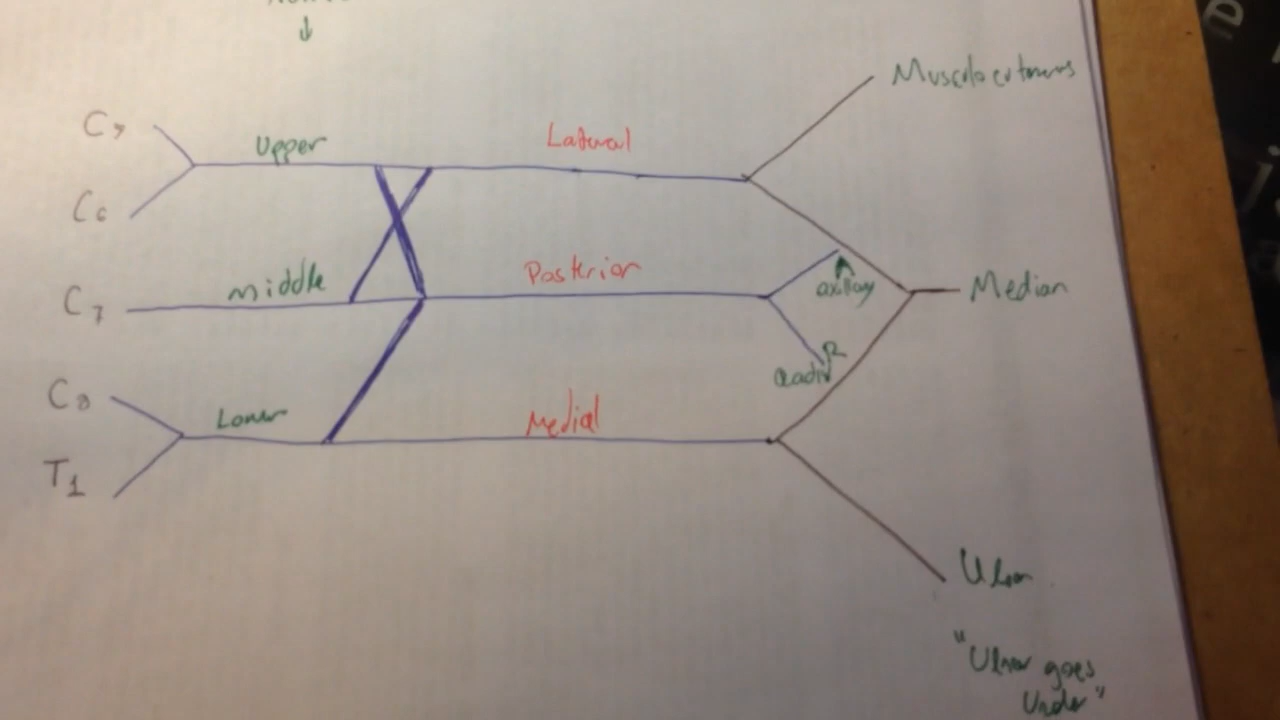 Musculocutaneous
C5
Upper
Lateral
C6
Posterior
middle
axillary
Median
C7
radial
C8
Lower
Medial
T1
Ulnar
"Ulnar goes
Under"